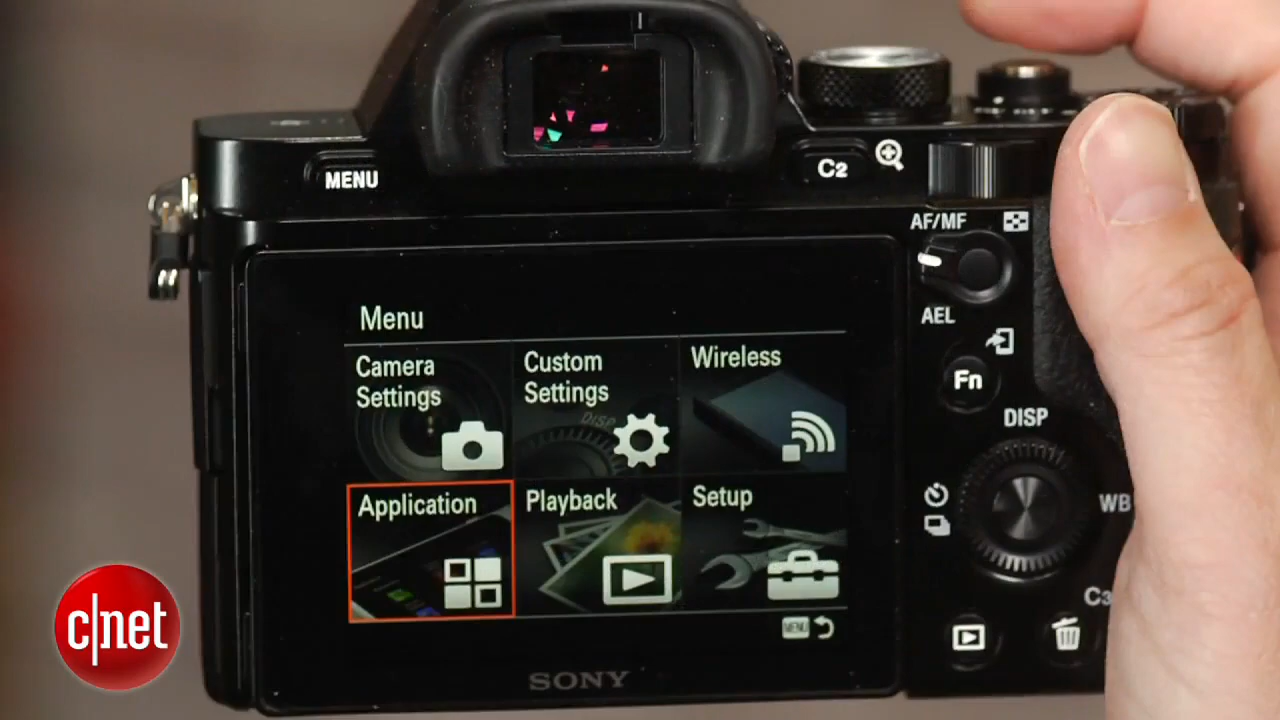 MENU
C2
AF/MF
AEL
Menu
Camera
Settings
Custom
Settings
Wireless
Fn
DISP
Application
Playback
Setup
WB
C3
MENU
SONY
c|net